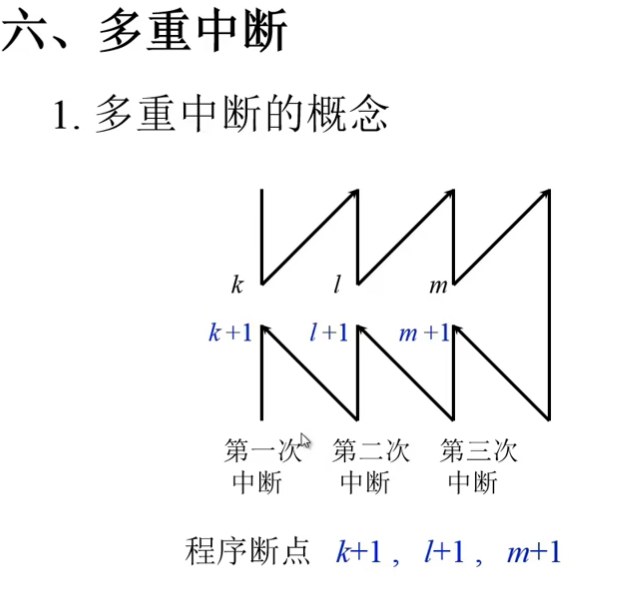 六、多重中断
1. 多重中断的概念
k l m
k+1 l+1 m+1
第一次 第二次 第三次
中断 中断 中断
程序断点 k+1 , l+1 , m+1